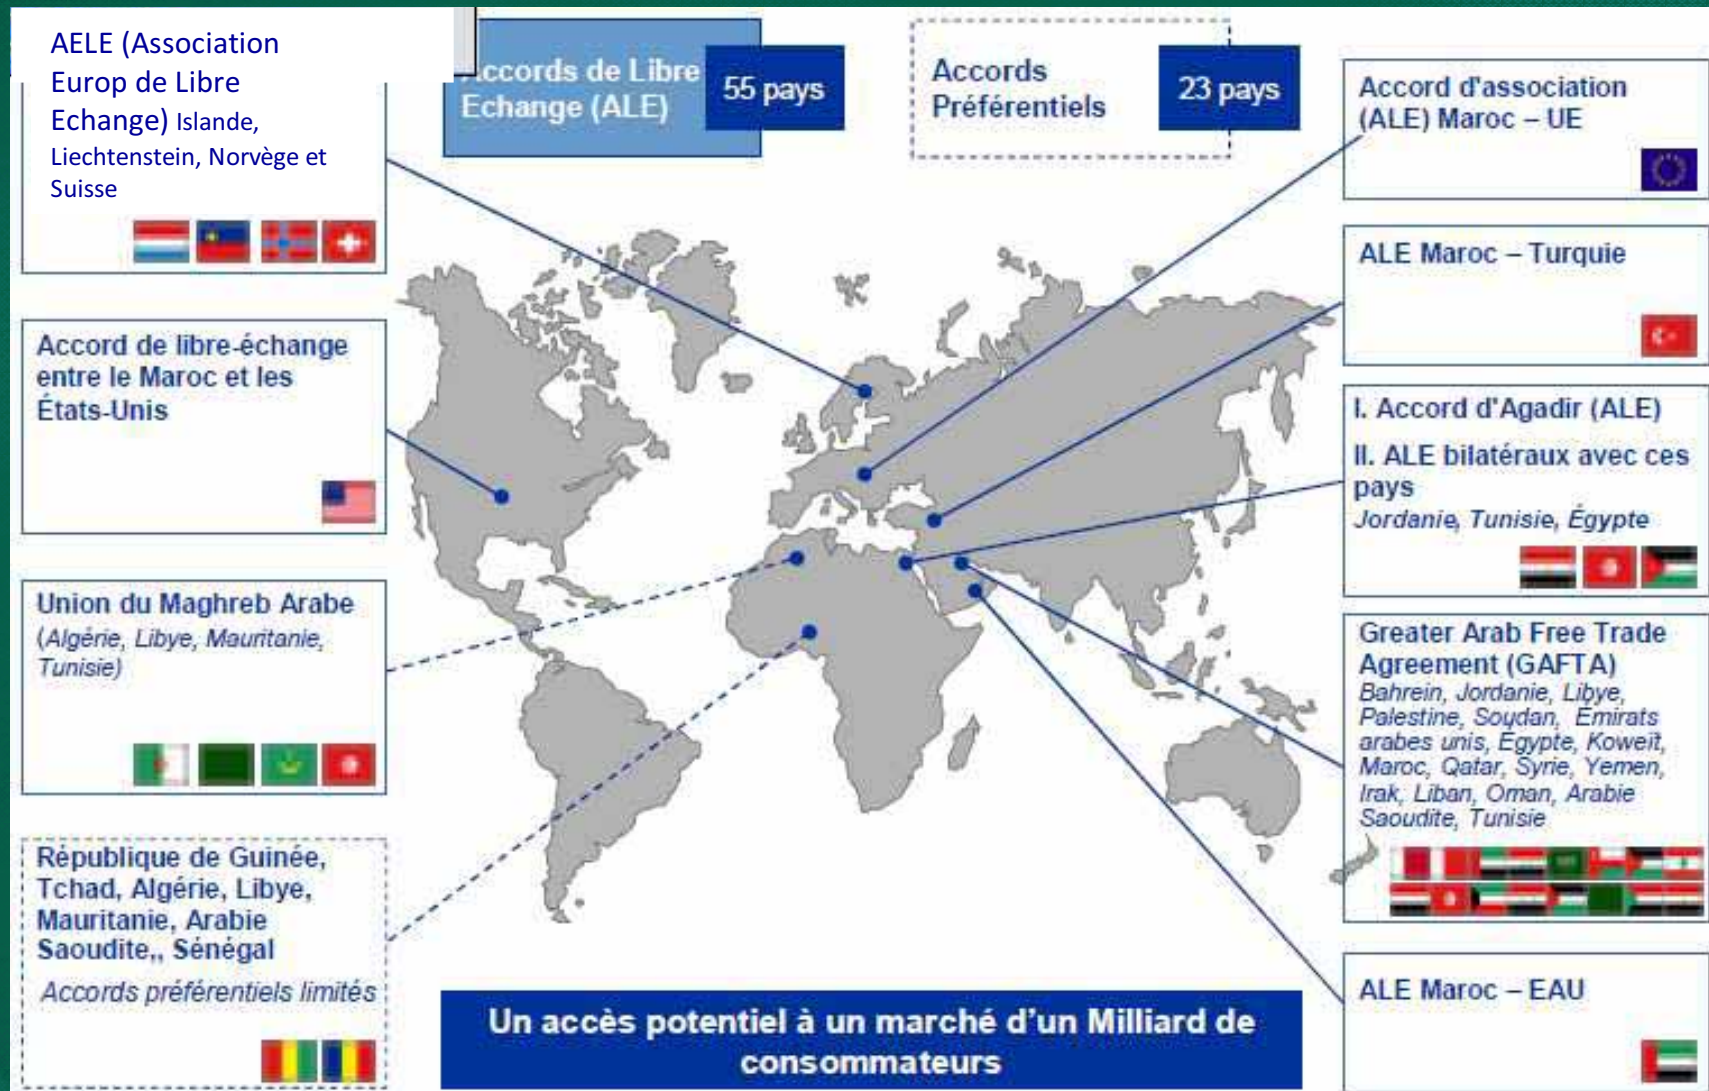 AELE (Association
Europ de Libre
Echange) Islande,
Liechtenstein, Norvège et
Suisse
ccords de Libre
Echange (ALE)
55 pays
Accords
Préférentiels
23 pays
Accord d'association
(ALE) Maroc – UE
ALE Maroc – Turquie
Accord de libre-échange
entre le Maroc et les
États-Unis
I. Accord d'Agadir (ALE)
II. ALE bilatéraux avec ces
pays
Jordanie, Tunisie, Égypte
Union du Maghreb Arabe
(Algérie, Libye, Mauritanie,
Tunisie)
Greater Arab Free Trade
Agreement (GAFTA)
Bahrein, Jordanie, Libye,
Palestine, Soudan, Émirats
arabes unis, Égypte, Koweït,
Maroc, Qatar, Syrie, Yemen,
Irak, Liban, Oman, Arabie
Saoudite, Tunisie
République de Guinée,
Tchad, Algérie, Libye,
Mauritanie, Arabie
Saoudite,, Sénégal
Accords préférentiels limités
ALE Maroc – EAU
Un accès potentiel à un marché d'un Milliard de
consommateurs